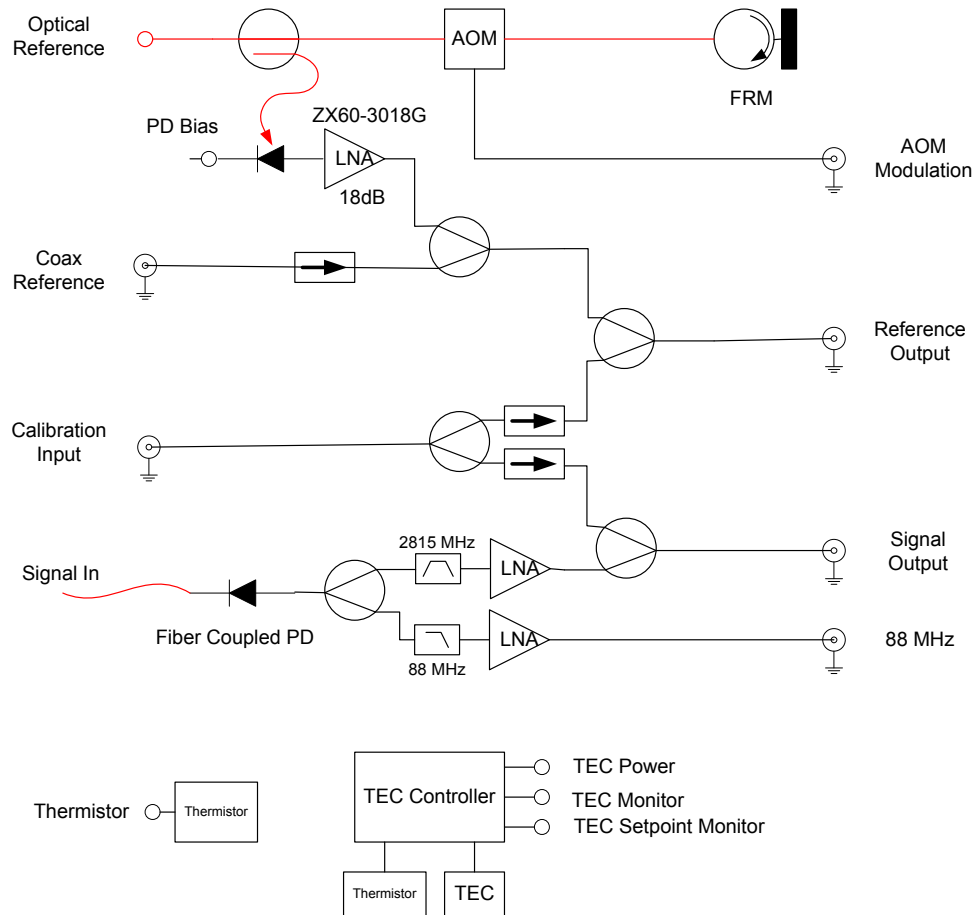 Optical
Reference
AOM
FRM
ZX60-3018G
PD Bias
LNA
18dB
AOM
Modulation
Coax
Reference
Reference
Output
Calibration
Input
2815 MHz
LNA
Signal
Output
Signal In
Fiber Coupled PD
LNA
88 MHz
88 MHz
TEC Controller
TEC Power
TEC Monitor
TEC Setpoint Monitor
Thermistor
Thermistor
Thermistor
TEC